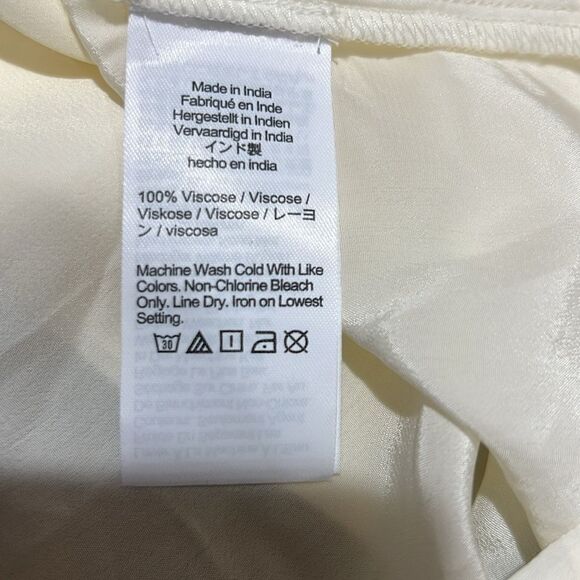 Made in India
Fabriqué en Inde
Hergestellt in Indien
Vervaardigd in India
インド製
hecho en india
100% Viscose / Viscose /
Viskose / Viscose / レーヨ
ン / viscosa
Machine Wash Cold With Like
Colors. Non-Chlorine Bleach
Only. Line Dry. Iron on Lowest
Setting.
30